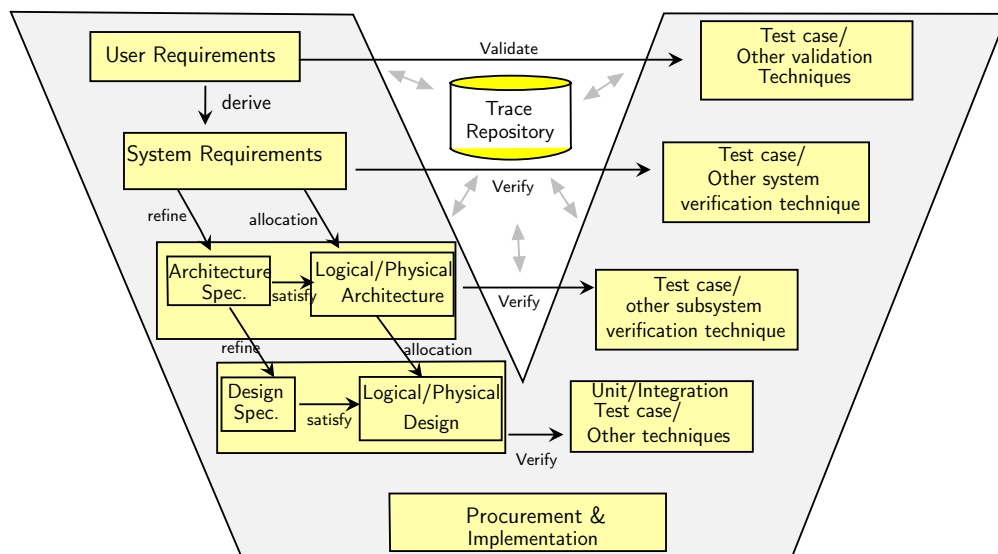 User Requirements
Validate
Test case/
Other validation
Techniques
derive
Trace
Repository
System Requirements
Verify
Test case/
Other system
verification technique
refine
allocation
Architecture
Spec.
satisfy
Logical/Physical
Architecture
Verify
Test case/
other subsystem
verification technique
refine
allocation
Design
Spec.
satisfy
Logical/Physical
Design
Verify
Unit/Integration
Test case/
Other techniques
Procurement &
Implementation